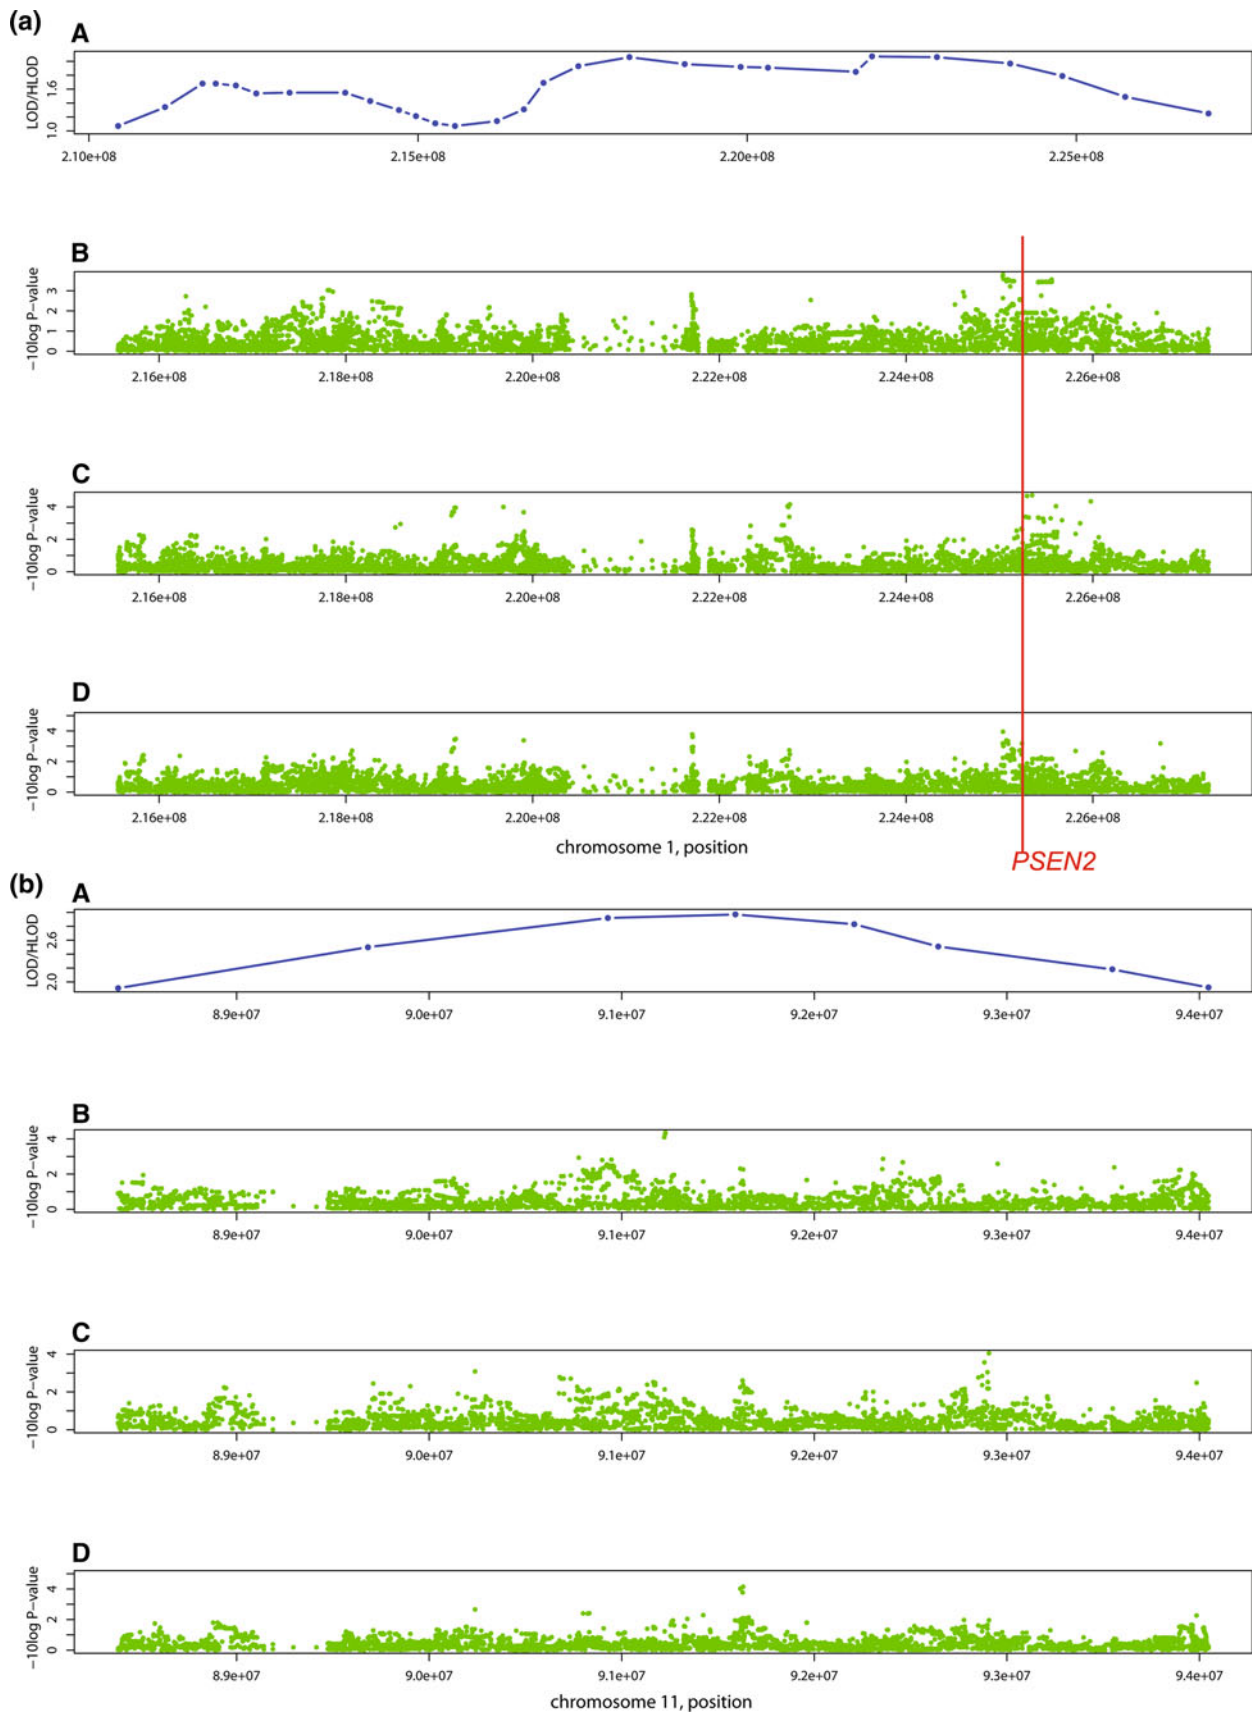 (a)
A
LOD/HLOD
1.0 1.6
2.10e+08 2.15e+08 2.20e+08 2.25e+08
B
−10log P−value
0 1 2 3
2.16e+08 2.18e+08 2.20e+08 2.22e+08 2.24e+08 2.26e+08
C
−10log P−value
0 2 4
2.16e+08 2.18e+08 2.20e+08 2.22e+08 2.24e+08 2.26e+08
D
−10log P−value
0 2 4
2.16e+08 2.18e+08 2.20e+08 2.22e+08 2.24e+08 2.26e+08
chromosome 1, position
PSEN2
(b)
A
LOD/HLOD
2.0 2.6
8.9e+07 9.0e+07 9.1e+07 9.2e+07 9.3e+07 9.4e+07
B
−10log P−value
0 2 4
8.9e+07 9.0e+07 9.1e+07 9.2e+07 9.3e+07 9.4e+07
C
−10log P−value
0 2 4
8.9e+07 9.0e+07 9.1e+07 9.2e+07 9.3e+07 9.4e+07
D
−10log P−value
0 2 4
8.9e+07 9.0e+07 9.1e+07 9.2e+07 9.3e+07 9.4e+07
chromosome 11, position